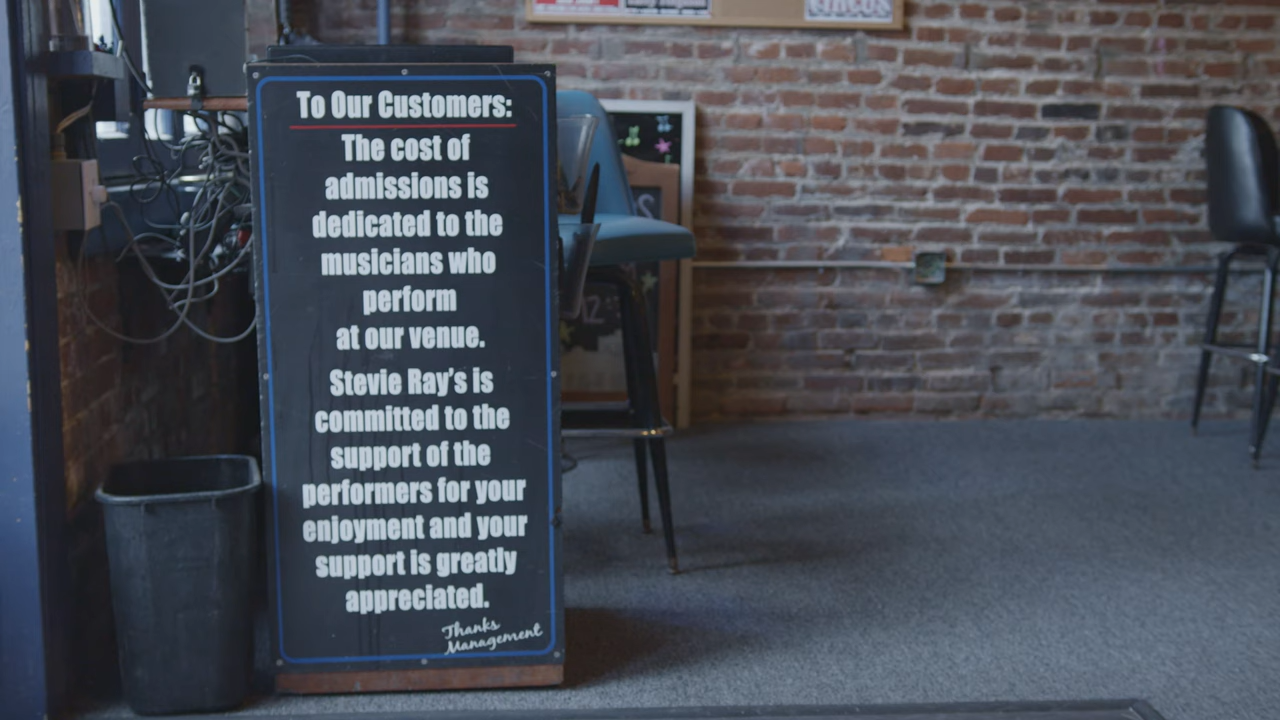 To Our Customers:
The cost of
admissions is
dedicated to the
musicians who
perform
at our venue.
Stevie Ray's is
committed to the
support of the
performers for your
enjoyment and your
support is greatly
appreciated.
Thanks
Management